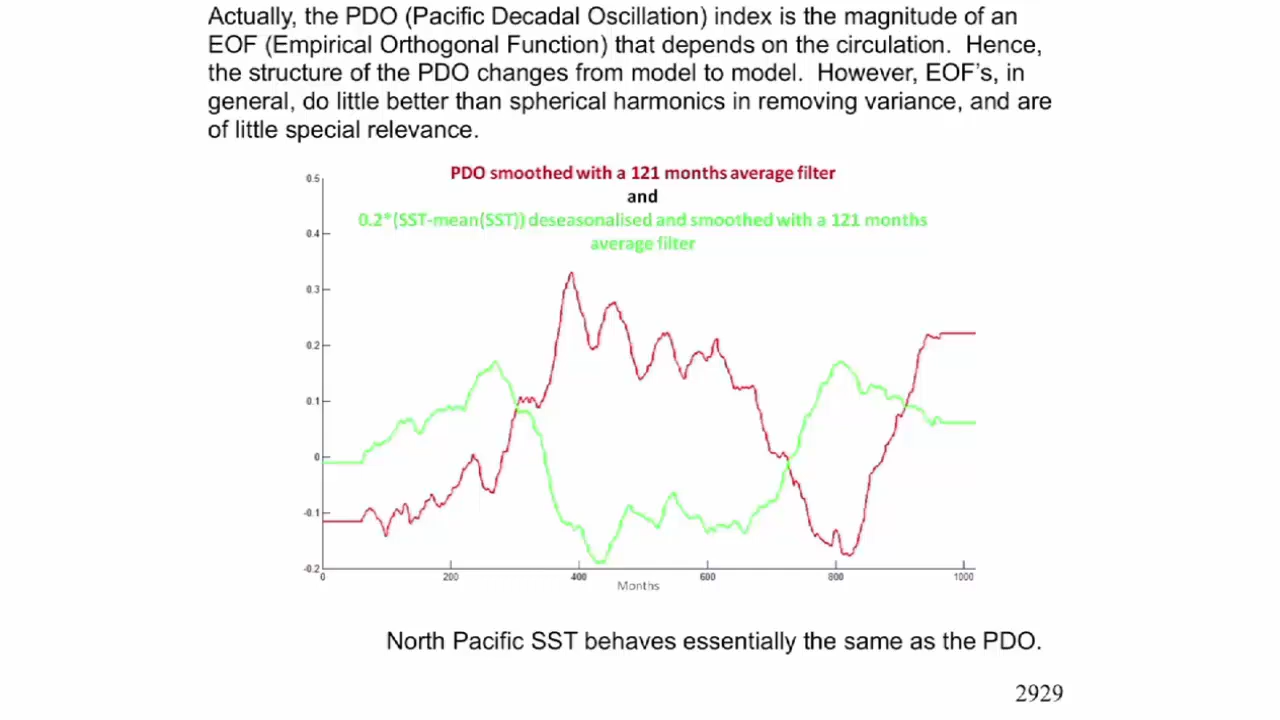 Actually, the PDO (Pacific Decadal Oscillation) index is the magnitude of an
EOF (Empirical Orthogonal Function) that depends on the circulation.  Hence,
the structure of the PDO changes from model to model.  However, EOF's, in
general, do little better than spherical harmonics in removing variance, and are
of little special relevance.
PDO smoothed with a 121 months average filter
and
0.2*(SST-mean(SST)) deseasonalised and smoothed with a 121 months
average filter
0.5
0.4
0.3
0.2
0.1
0
-0.1
-0.2
0 200 400 600 800 1000
Months
North Pacific SST behaves essentially the same as the PDO.
2929